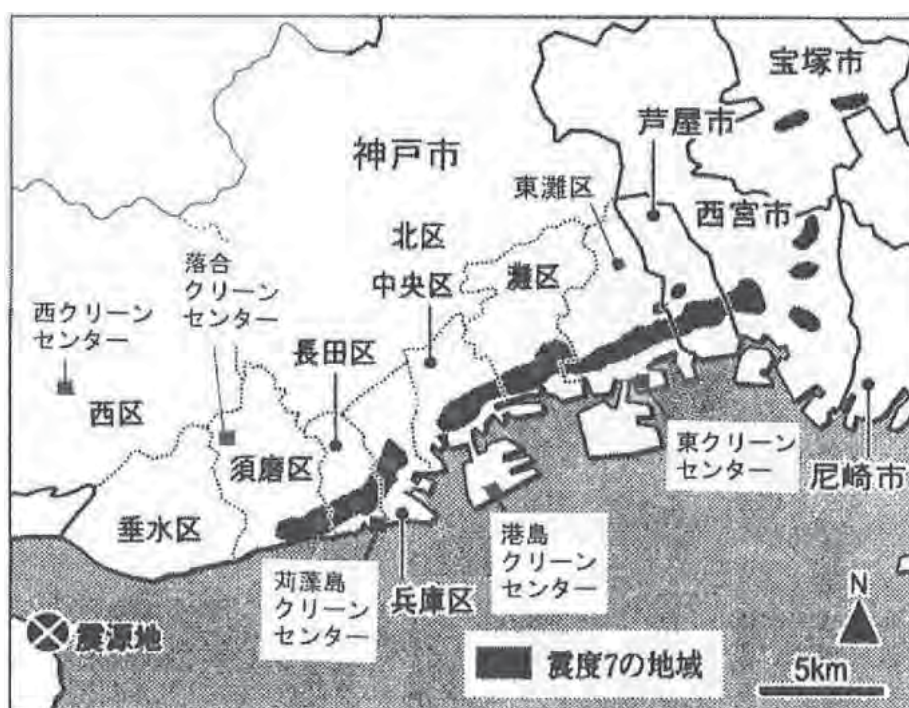 宝塚市
芦屋市
神戸市
東灘区
西宮市
北区
落合
クリーン
センター
中央区
灘区
西クリーン
センター
長田区
西区
須磨区
東クリーン
センター
尼崎市
垂水区
港島
クリーン
センター
苅藻島
クリーン
センター
兵庫区
N
震源地
震度7の地域
5km